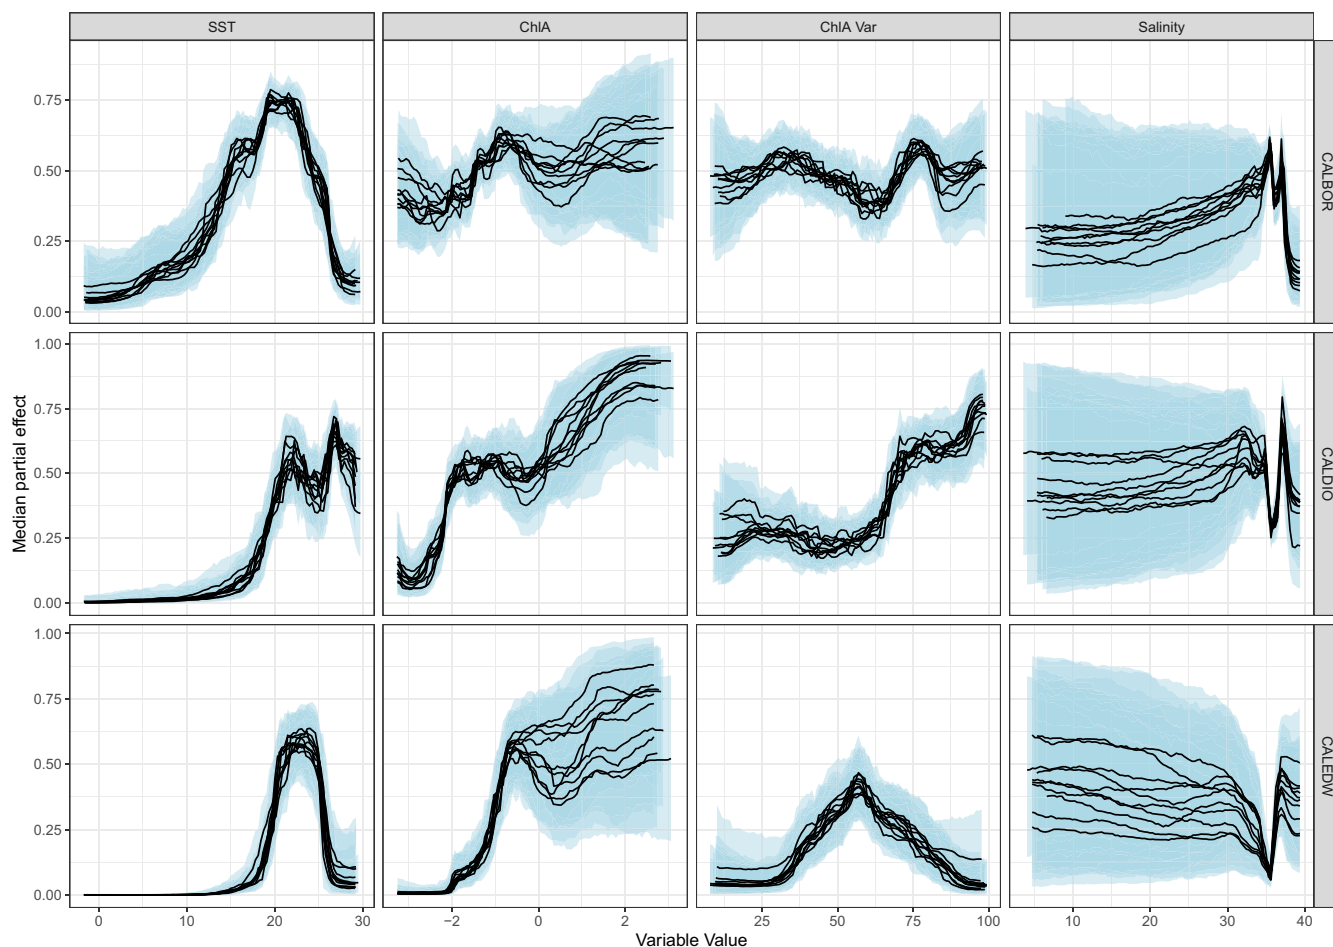 SST ChlA ChlA Var Salinity
0.75
0.50
0.25
0.00
CALBOR
1.00
0.75
0.50
0.25
0.00
CALDIO
1.00
0.75
0.50
0.25
0.00
CALEDW
Median partial effect
0 10 20 30 −2 0 2 25 50 75 100 10 20 30 40
Variable Value